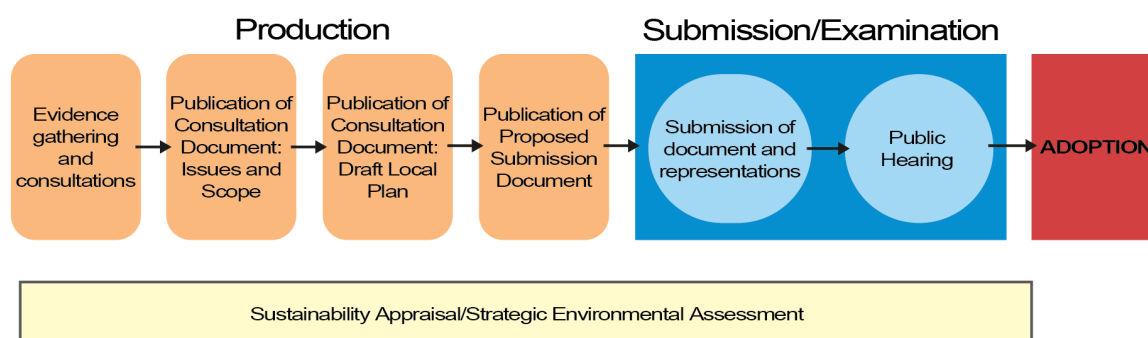 Production
Submission/Examination
Evidence
gathering
and
consultations
Publication of
Consultation
Document:
Issues and
Scope
Publication of
Consultation
Document:
Draft Local
Plan
Publication of
Proposed
Submission
Document
Submission of
document and
representations
Public
Hearing
ADOPTION
Sustainability Appraisal/Strategic Environmental Assessment